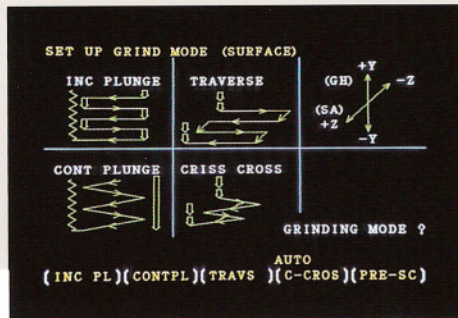 SET UP GRIND MODE (SURFACE)
INC PLUNGE
TRAVERSE
+Y
(GH)
-Z
(SA)
+Z
-Y
CONT PLUNGE
CRISS CROSS
GRINDING MODE ?
AUTO
[INC PL][CONTPL][TRAVS ][C-CROS][PRE-SC]